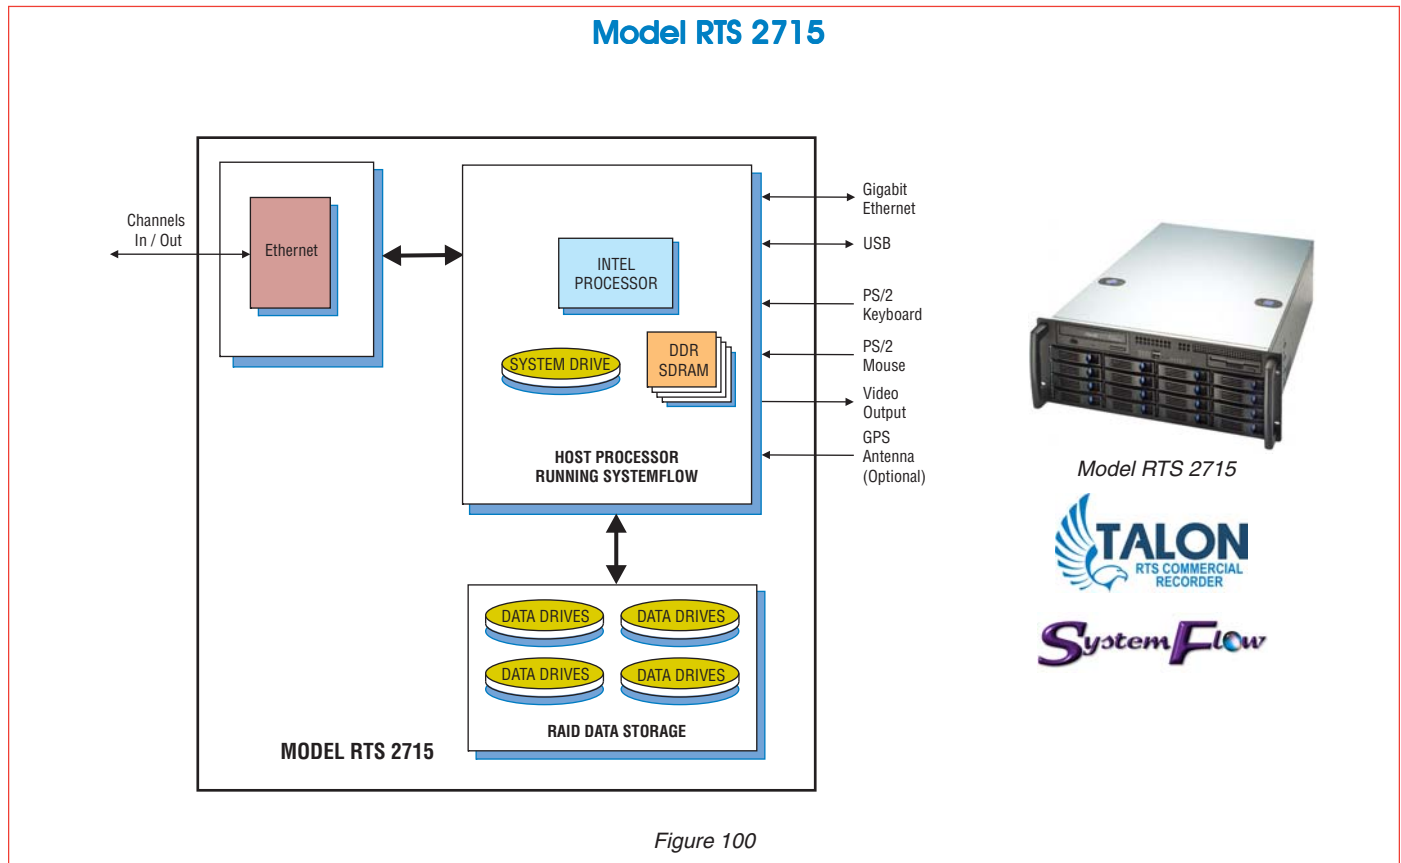 Model RTS 2715
Channels
In / Out
Ethernet
INTEL
PROCESSOR
SYSTEM DRIVE
DDR
SDRAM
HOST PROCESSOR
RUNNING SYSTEMFLOW
Gigabit
Ethernet
USB
PS/2
Keyboard
PS/2
Mouse
Video
Output
GPS
Antenna
(Optional)
DATA DRIVES
DATA DRIVES
DATA DRIVES
DATA DRIVES
RAID DATA STORAGE
MODEL RTS 2715
Model RTS 2715
TALON
RTS COMMERCIAL
RECORDER
SystemFlow
Figure 100